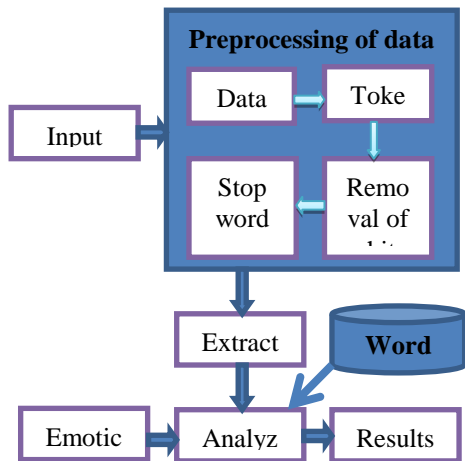 Preprocessing of data
Data
Toke
Input
Stop
word
Remo
val of
Extract
Word
Emotic
Analyz
Results